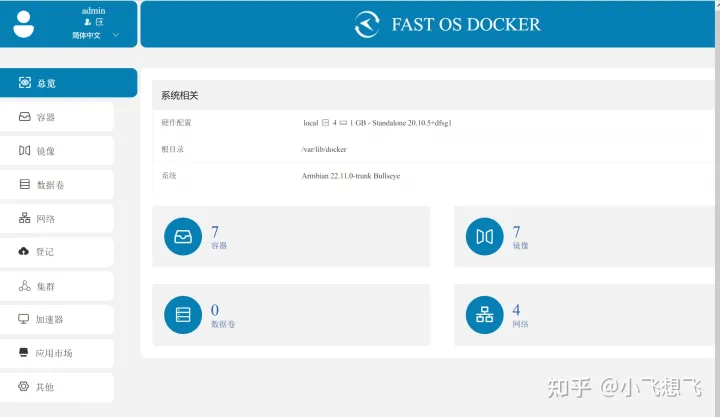 admin
简体中文
FAST OS DOCKER
总览
容器
镜像
数据卷
网络
登记
集群
加速器
应用市场
其他
系统相关
硬件配置 local 4 1 GB - Standalone 20.10.5+dfsg1
根目录 /var/lib/docker
系统 Armbian 22.11.0-trunk Bullseye
7
容器
7
镜像
0
数据卷
4
网络
知乎 @小飞想飞